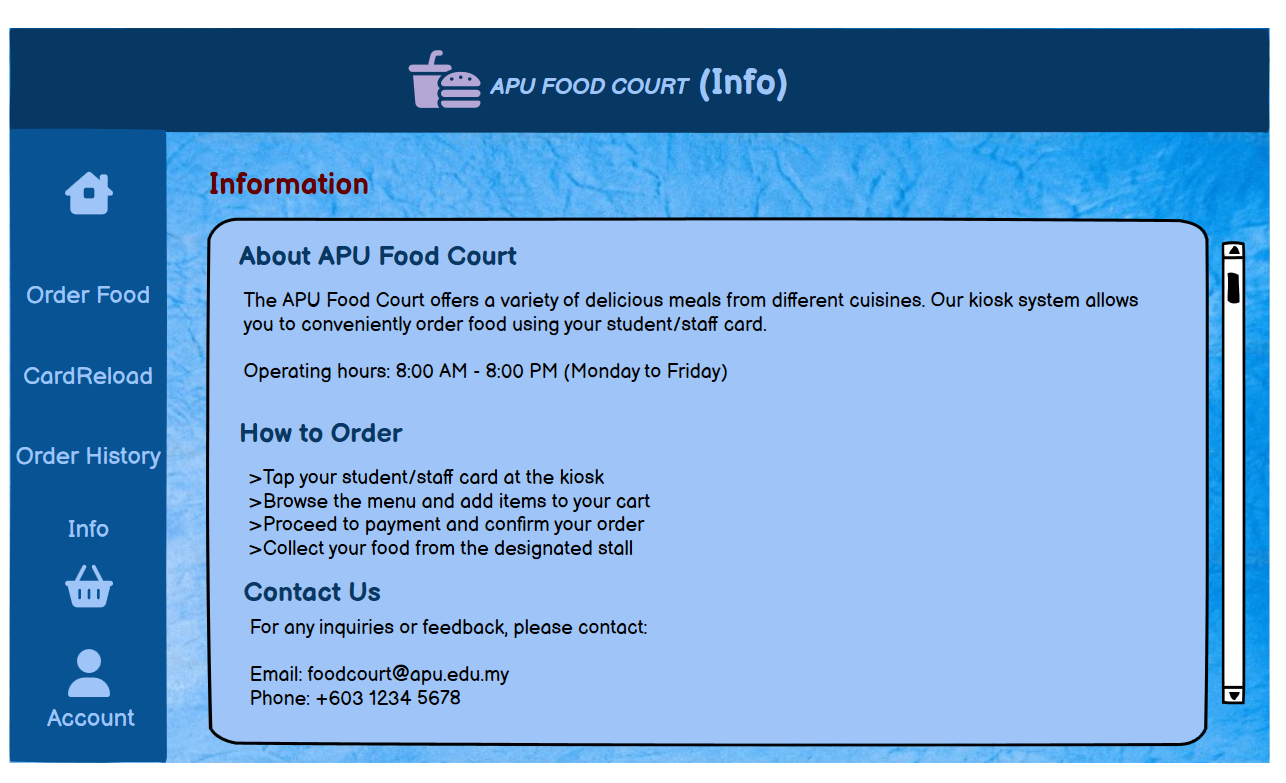 APU FOOD COURT (Info)
Information
Order Food
CardReload
Order History
Info
Account
About APU Food Court
The APU Food Court offers a variety of delicious meals from different cuisines. Our kiosk system allows
you to conveniently order food using your student/staff card.
Operating hours: 8:00 AM - 8:00 PM (Monday to Friday)
How to Order
>Tap your student/staff card at the kiosk
>Browse the menu and add items to your cart
>Proceed to payment and confirm your order
>Collect your food from the designated stall
Contact Us
For any inquiries or feedback, please contact:
Email: foodcourt@apu.edu.my
Phone: +603 1234 5678